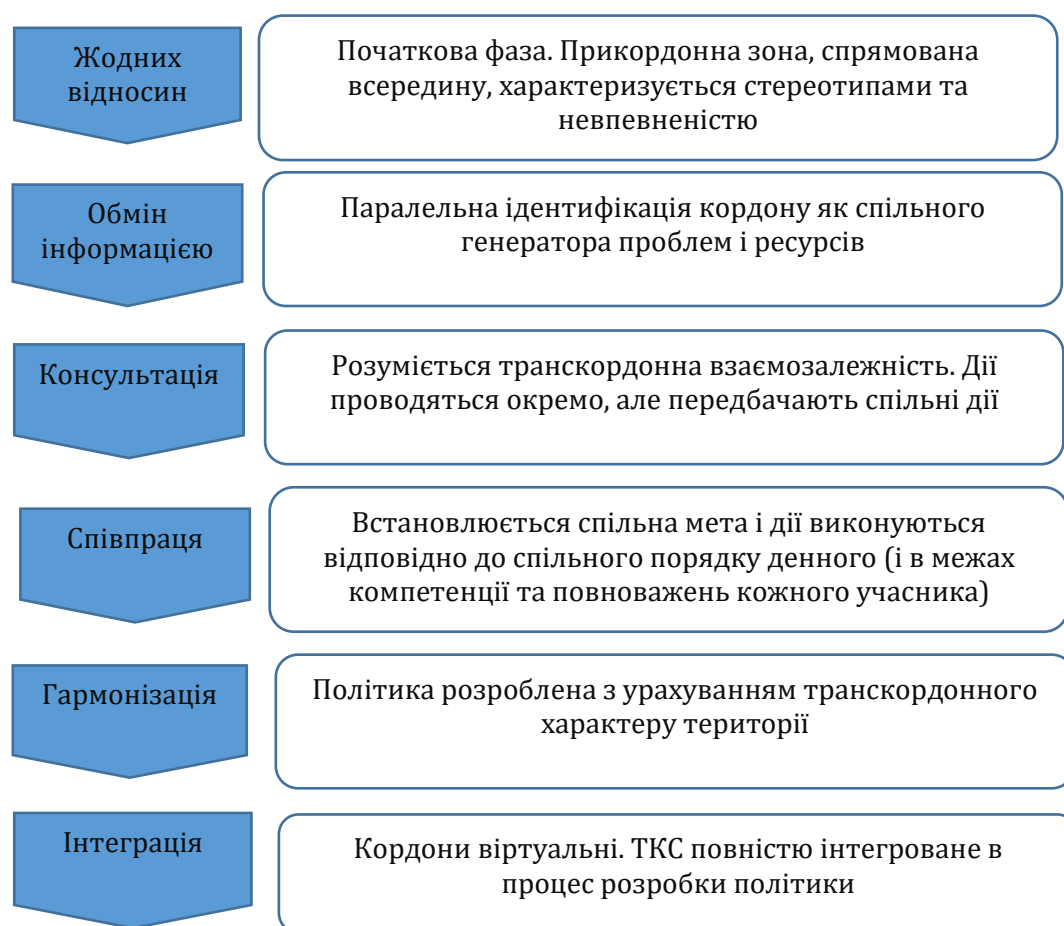 Жодних
відносин
Початкова фаза. Прикордонна зона, спрямована
всередину, характеризується стереотипами та
невпевненістю
Обмін
інформацією
Паралельна ідентифікація кордону як спільного
генератора проблем і ресурсів
Консультація
Розуміється транскордонна взаємозалежність. Дії
проводяться окремо, але передбачають спільні дії
Співпраця
Встановлюється спільна мета і дії виконуються
відповідно до спільного порядку денного (і в межах
компетенції та повноважень кожного учасника)
Гармонізація
Політика розроблена з урахуванням транскордонного
характеру території
Інтеграція
Кордони віртуальні. ТКС повністю інтегроване в
процес розробки політики